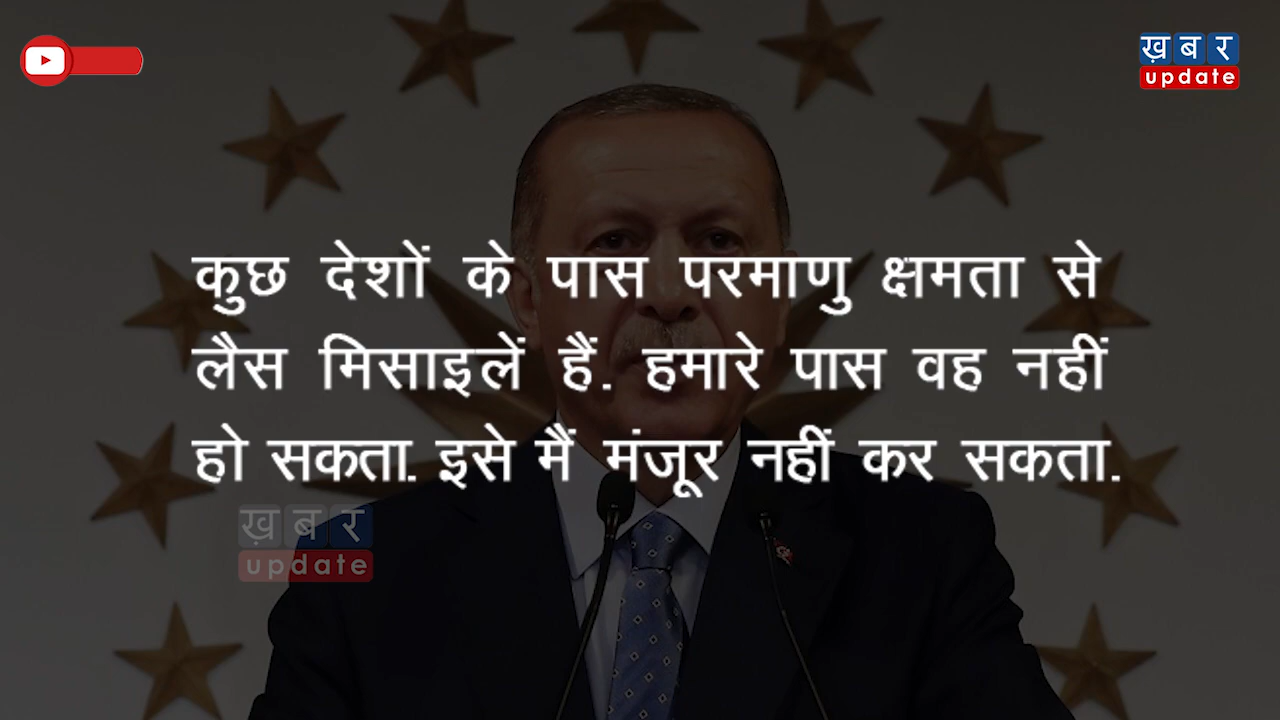 ख़बर
update
कुछ देशों के पास परमाणु क्षमता से
लैस मिसाइलें हैं. हमारे पास वह नहीं
हो सकता. इसे मैं मंजूर नहीं कर सकता.
ख़बर
update